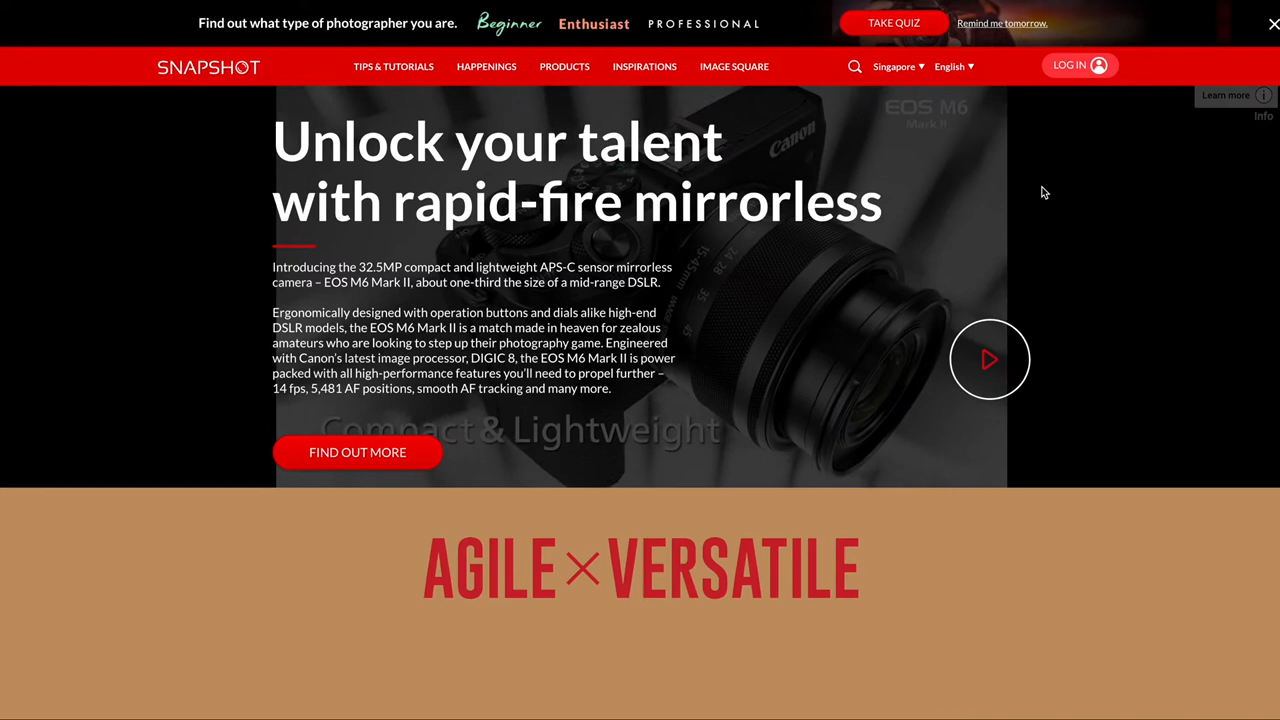 Find out what type of photographer you are. Beginner Enthusiast PROFESSIONAL TAKE QUIZ Remind me tomorrow.
SNAPSHOT TIPS & TUTORIALS HAPPENINGS PRODUCTS INSPIRATIONS IMAGE SQUARE Singapore English LOG IN
Learn more
Info
EOS M6
Mark II
Canon
Unlock your talent
with rapid-fire mirrorless
Introducing the 32.5MP compact and lightweight APS-C sensor mirrorless
camera – EOS M6 Mark II, about one-third the size of a mid-range DSLR.
Ergonomically designed with operation buttons and dials alike high-end
DSLR models, the EOS M6 Mark II is a match made in heaven for zealous
amateurs who are looking to step up their photography game. Engineered
with Canon's latest image processor, DIGIC 8, the EOS M6 Mark II is power
packed with all high-performance features you'll need to propel further –
14 fps, 5,481 AF positions, smooth AF tracking and many more.
15-45mm 28 35 45
Compact & Lightweight
FIND OUT MORE
AGILE×VERSATILE